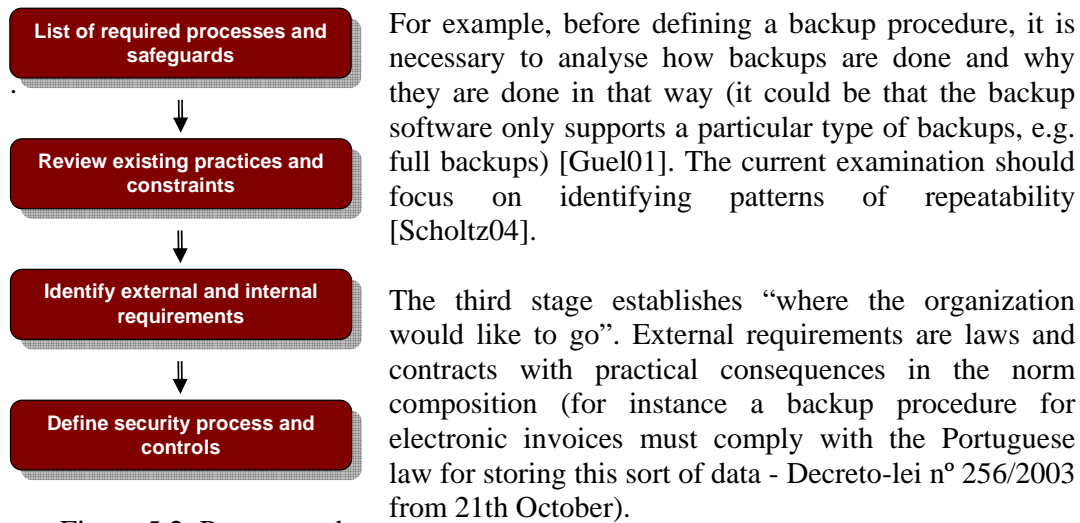 List of required processes and
safeguards
.
Review existing practices and
constraints
Identify external and internal
requirements
Define security process and
controls
For example, before defining a backup procedure, it is
necessary to analyse how backups are done and why
they are done in that way (it could be that the backup
software only supports a particular type of backups, e.g.
full backups) [Guel01]. The current examination should
focus on identifying patterns of repeatability
[Scholtz04].
The third stage establishes “where the organization
would like to go”. External requirements are laws and
contracts with practical consequences in the norm
composition (for instance a backup procedure for
electronic invoices must comply with the Portuguese
law for storing this sort of data - Decreto-lei nº 256/2003
from 21th October).